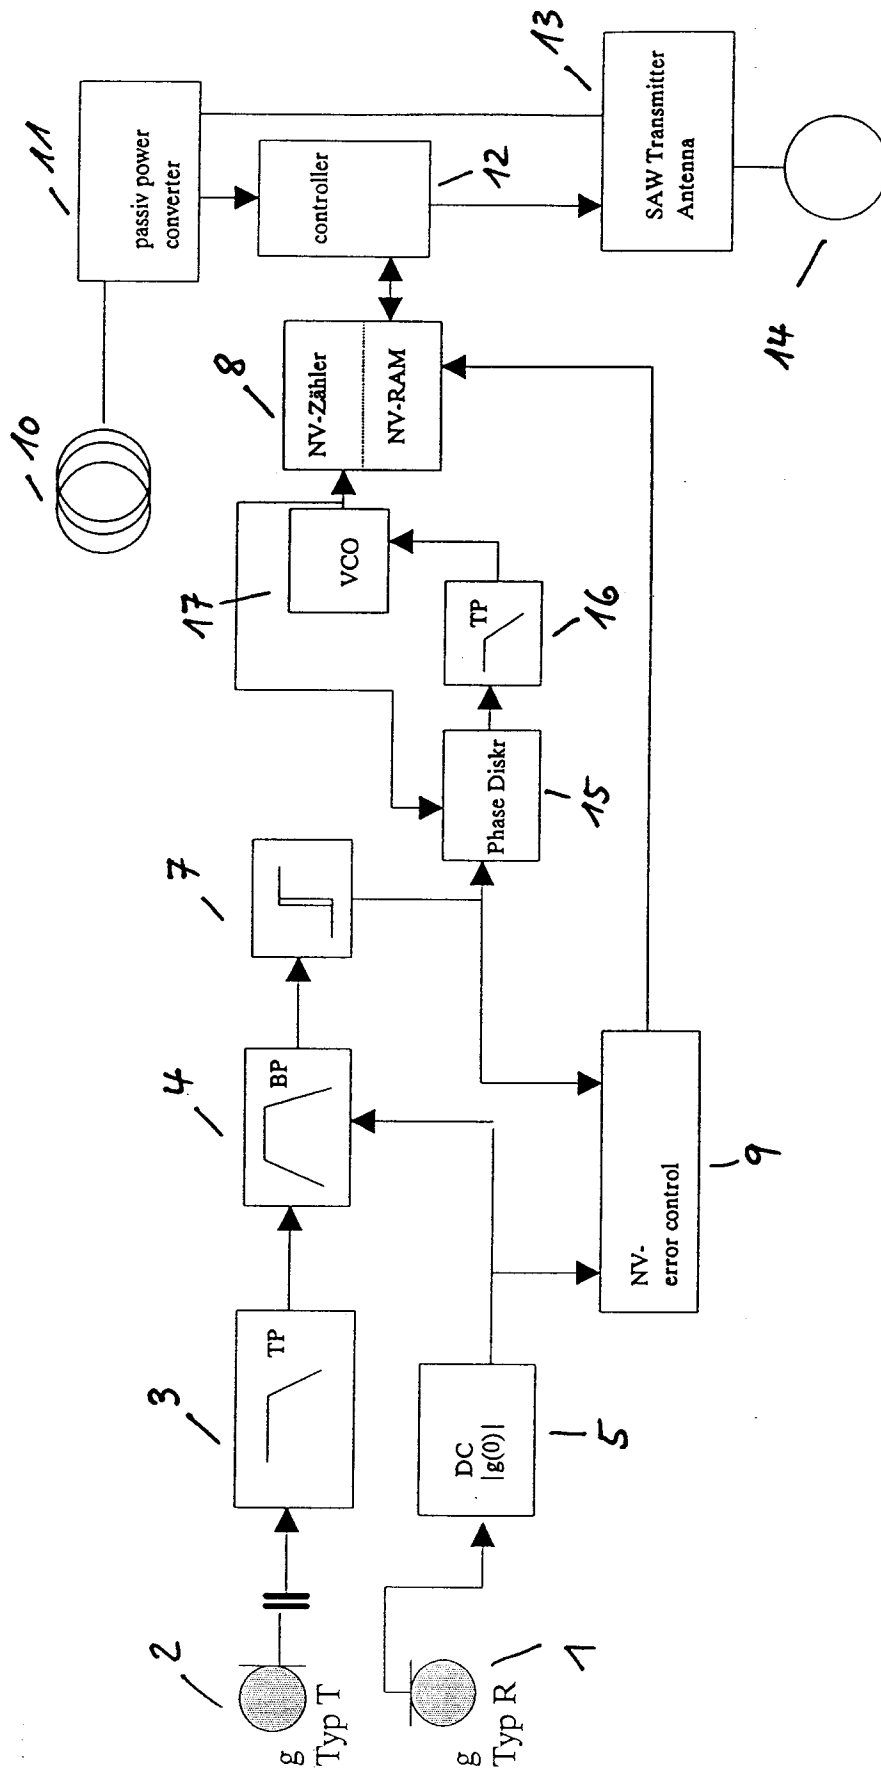 2
g
Typ T
3
TP
4
BP
7
1
g
Typ R
5
DC
|g(0)|
9
NV-
error control
15
Phase Diskr
16
TP
17
VCO
8
NV-Zähler
NV-RAM
10
11
passiv power
converter
12
controller
13
SAW Transmitter
Antenna
14